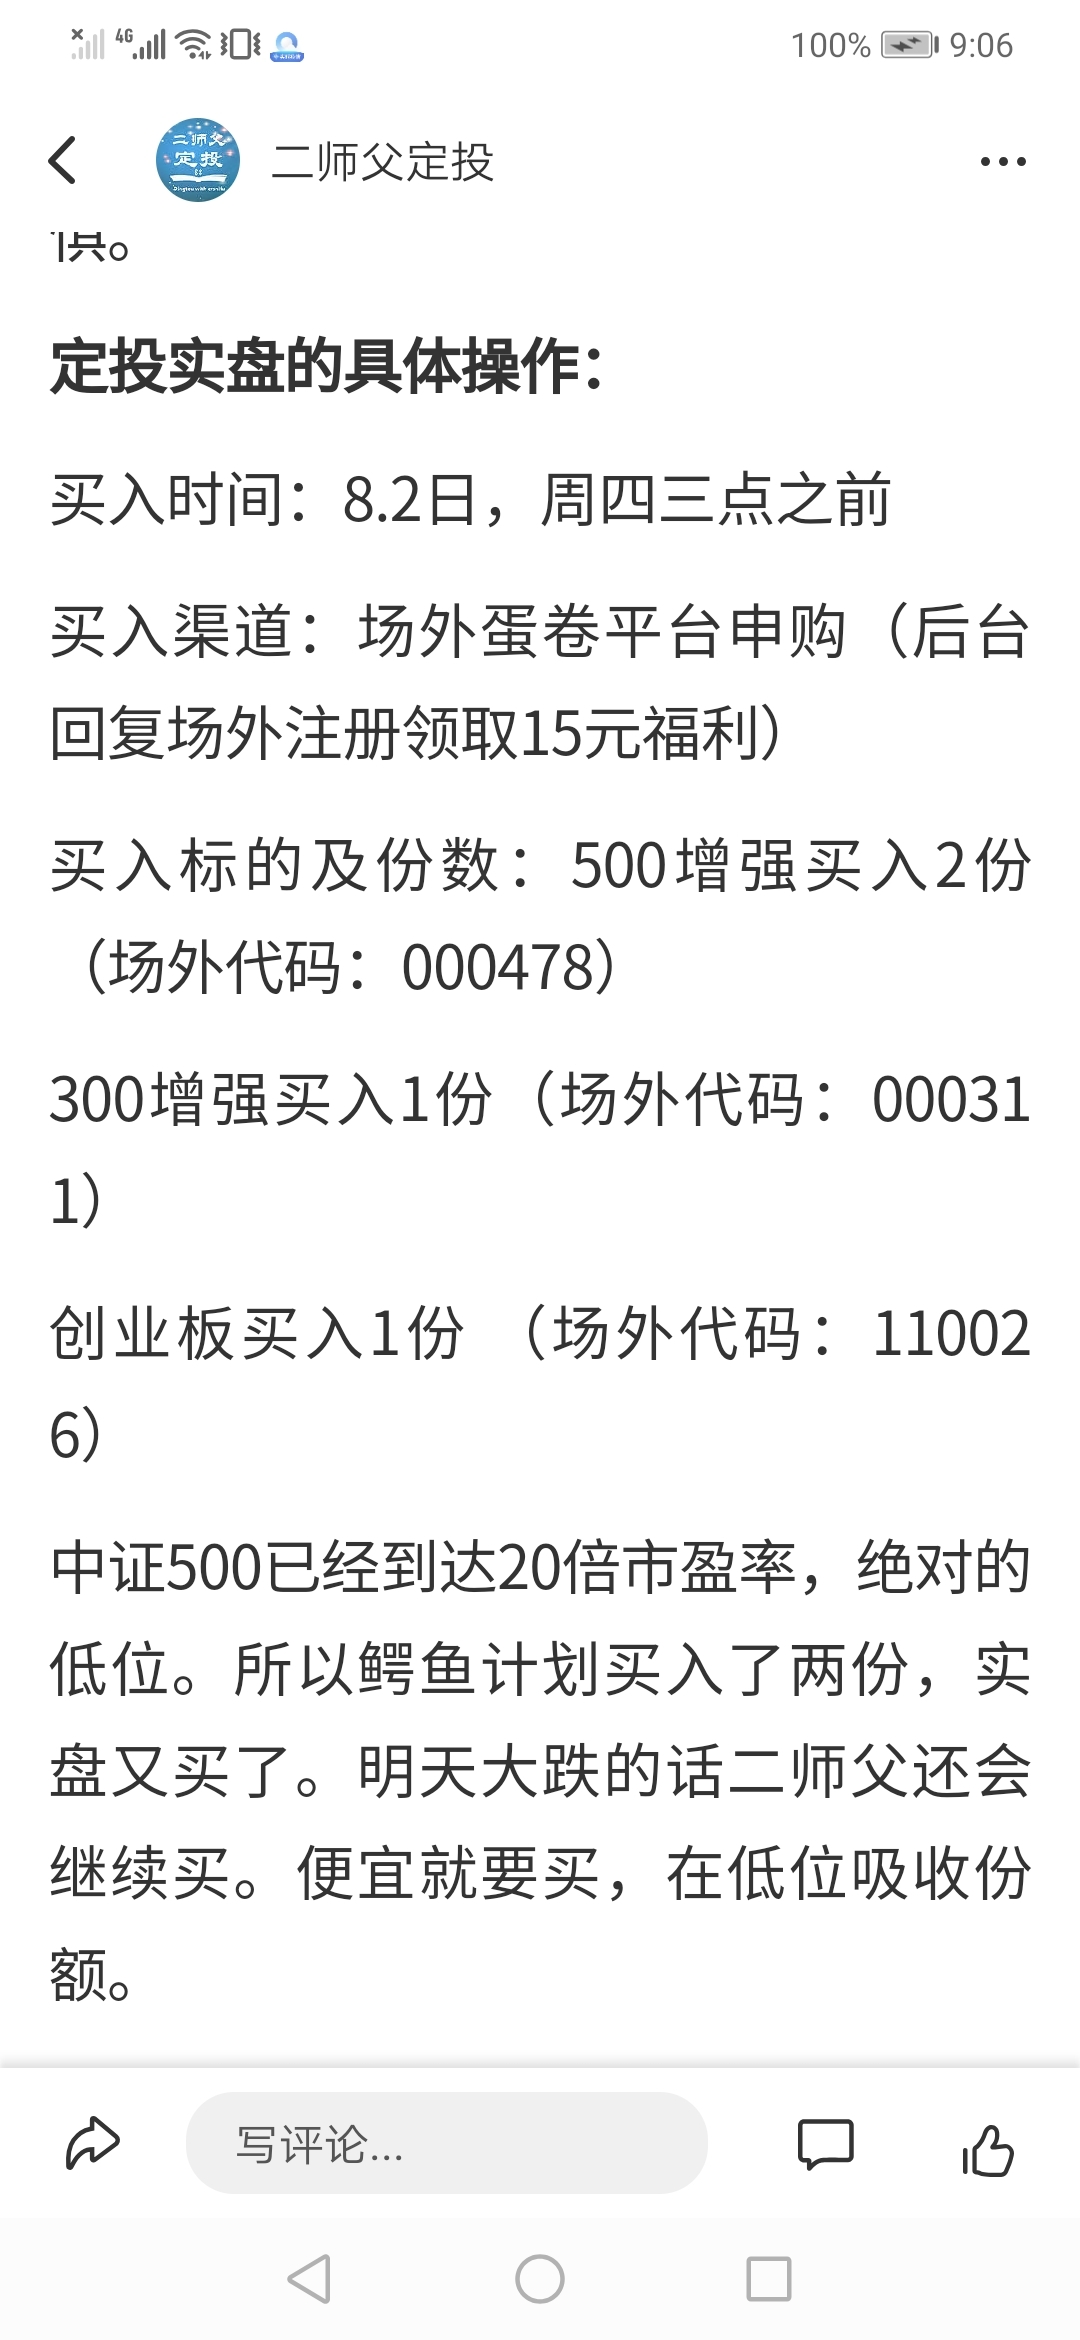 4G 100% 9:06
二师父定投
二师父
定投
惧。
定投实盘的具体操作：
买入时间：8.2日，周四三点之前
买入渠道：场外蛋卷平台申购（后台
回复场外注册领取15元福利）
买入标的及份数：500增强买入2份
（场外代码：000478）
300增强买入1份（场外代码：00031
1）
创业板买入1份 （场外代码：11002
6）
中证500已经到达20倍市盈率，绝对的
低位。所以鳄鱼计划买入了两份，实
盘又买了。明天大跌的话二师父还会
继续买。便宜就要买，在低位吸收份
额。
写评论...